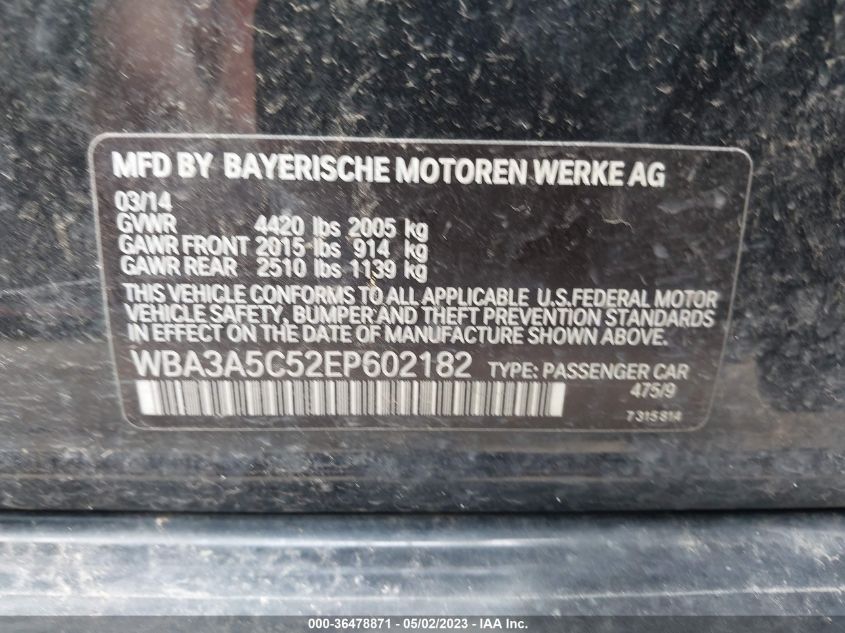 MFD BY BAYERISCHE MOTOREN WERKE AG
03/14
GVWR 4420 lbs 2005 kg
GAWR FRONT 2015 lbs 914 kg
GAWR REAR 2510 lbs 1139 kg
THIS VEHICLE CONFORMS TO ALL APPLICABLE U.S.FEDERAL MOTOR
VEHICLE SAFETY, BUMPER AND THEFT PREVENTION STANDARDS
IN EFFECT ON THE DATE OF MANUFACTURE SHOWN ABOVE.
WBA3A5C52EP602182 TYPE: PASSENGER CAR
475/9
7 315 814
000-36478871 - 05/02/2023 - IAA Inc.